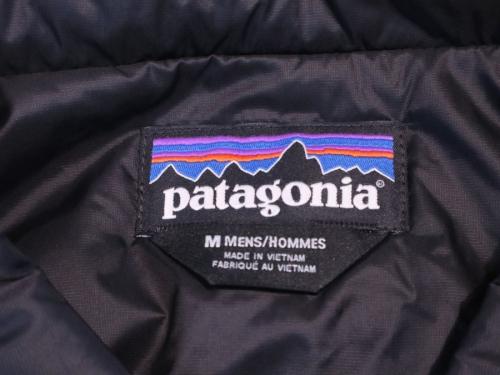 patagonia®
M MENS/HOMMES
MADE IN VIETNAM
FABRIQUÉ AU VIETNAM